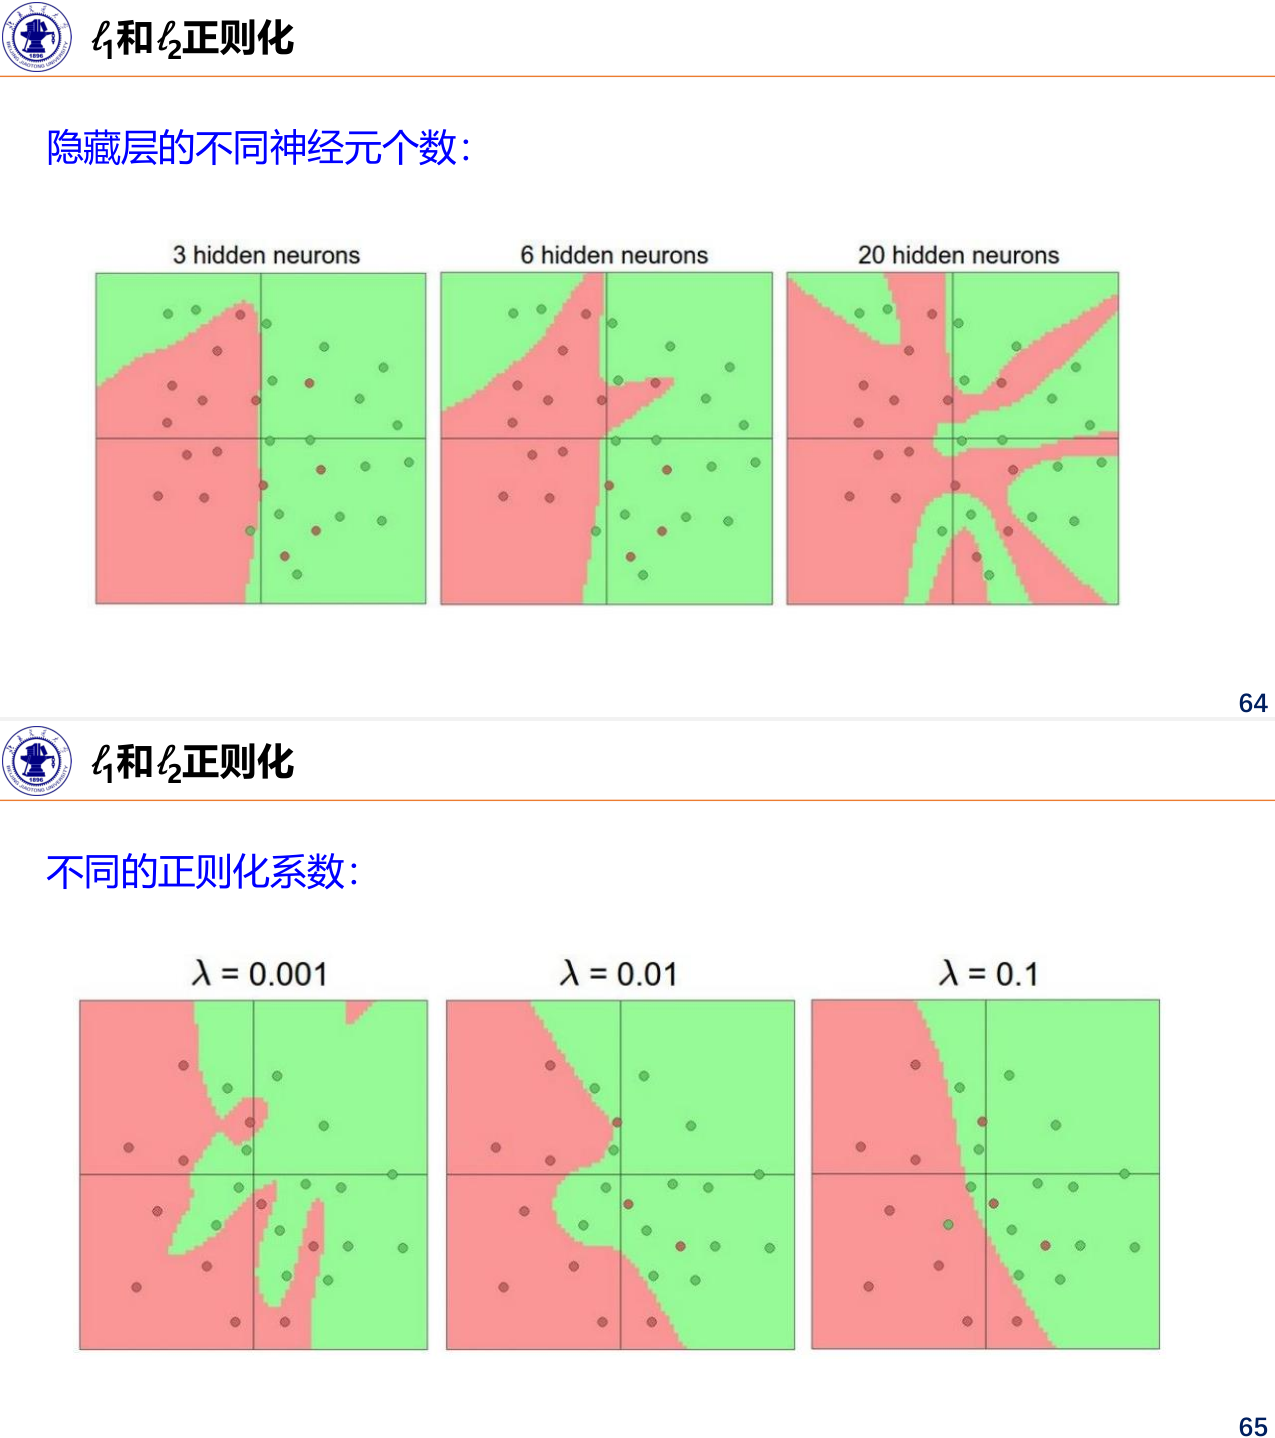 ℓ1和ℓ2正则化
隐藏层的不同神经元个数：
3 hidden neurons
6 hidden neurons
20 hidden neurons
64
ℓ1和ℓ2正则化
不同的正则化系数：
λ = 0.001
λ = 0.01
λ = 0.1
65